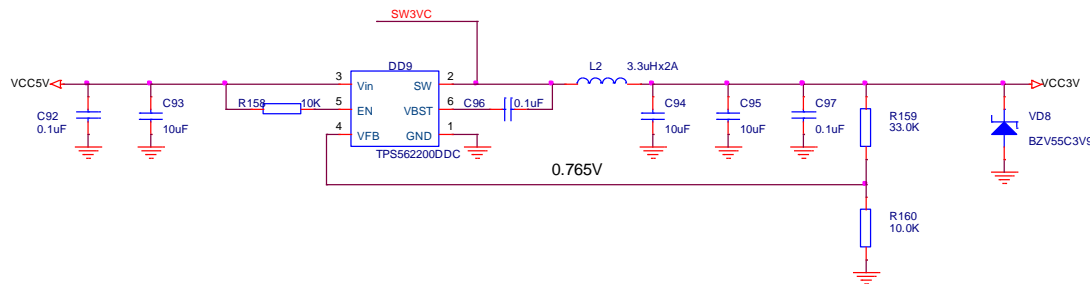 SW3VC
DD9
L2 3.3uHx2A
VCC5V
VCC3V
3 Vin SW 2
C92
0.1uF
C93
10uF
R158 10K
5 EN VBST 6
C96 0.1uF
4 VFB GND 1
TPS562200DDC
C94
10uF
C95
10uF
C97
0.1uF
R159
33.0K
VD8
BZV55C3V9
0.765V
R160
10.0K